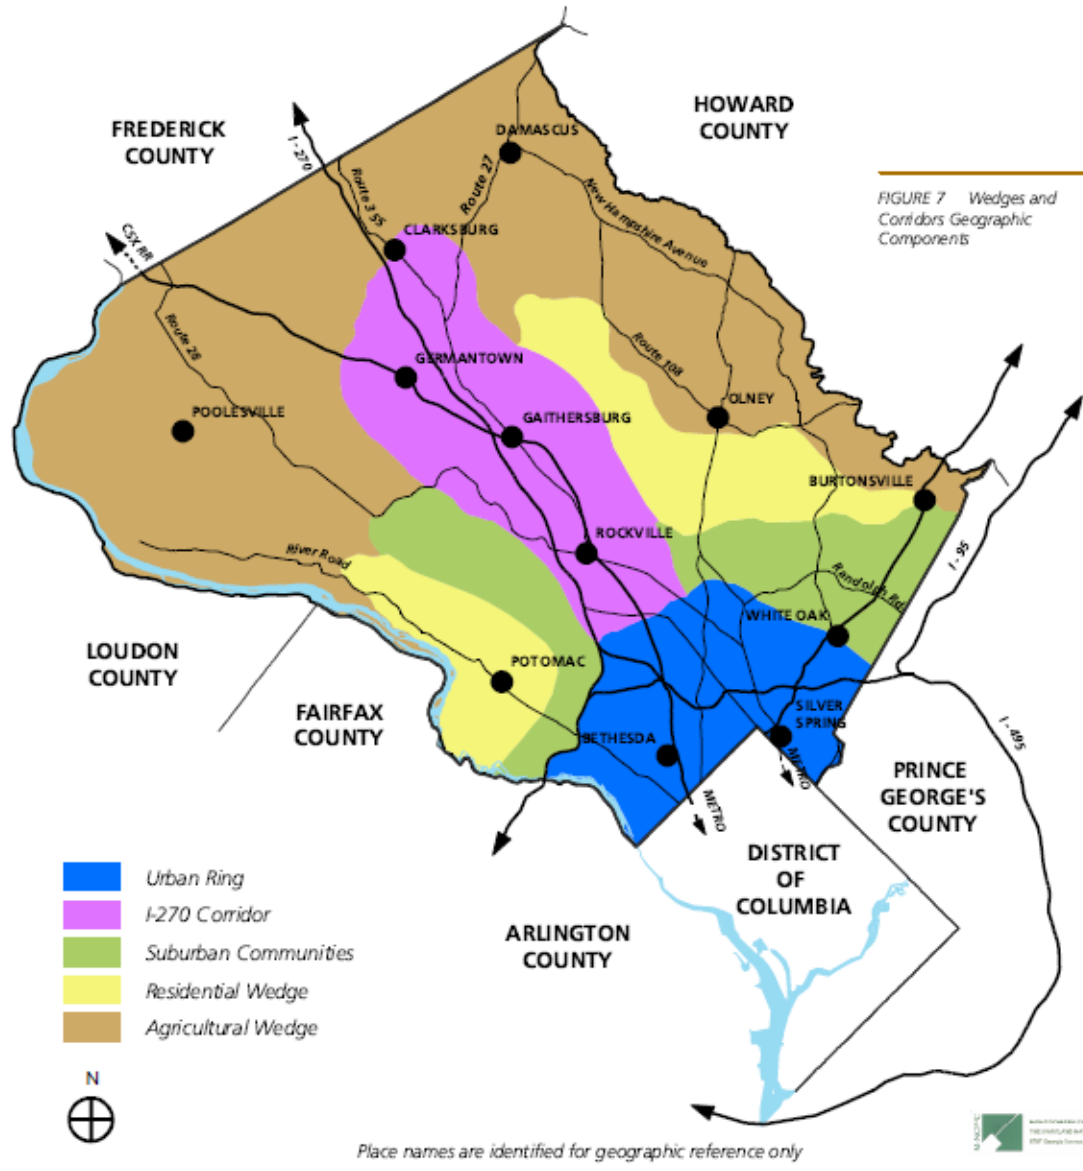 HOWARD
COUNTY
FREDERICK
COUNTY
I - 270
DAMASCUS
Route 27
Route 3 55
New Hampshire Avenue
FIGURE 7 Wedges and
Corridors Geographic
Components
CLARKSBURG
CSX RR
Route 28
GERMANTOWN
Route 108
POOLESVILLE
GAITHERSBURG
OLNEY
BURTONSVILLE
ROCKVILLE
River Road
I - 95
Randolph Rd.
WHITE OAK
LOUDON
COUNTY
POTOMAC
FAIRFAX
COUNTY
SILVER
SPRING
BETHESDA
I - 495
METRO
METRO
PRINCE
GEORGE'S
COUNTY
DISTRICT
OF
COLUMBIA
ARLINGTON
COUNTY
Urban Ring
I-270 Corridor
Suburban Communities
Residential Wedge
Agricultural Wedge
N
Place names are identified for geographic reference only